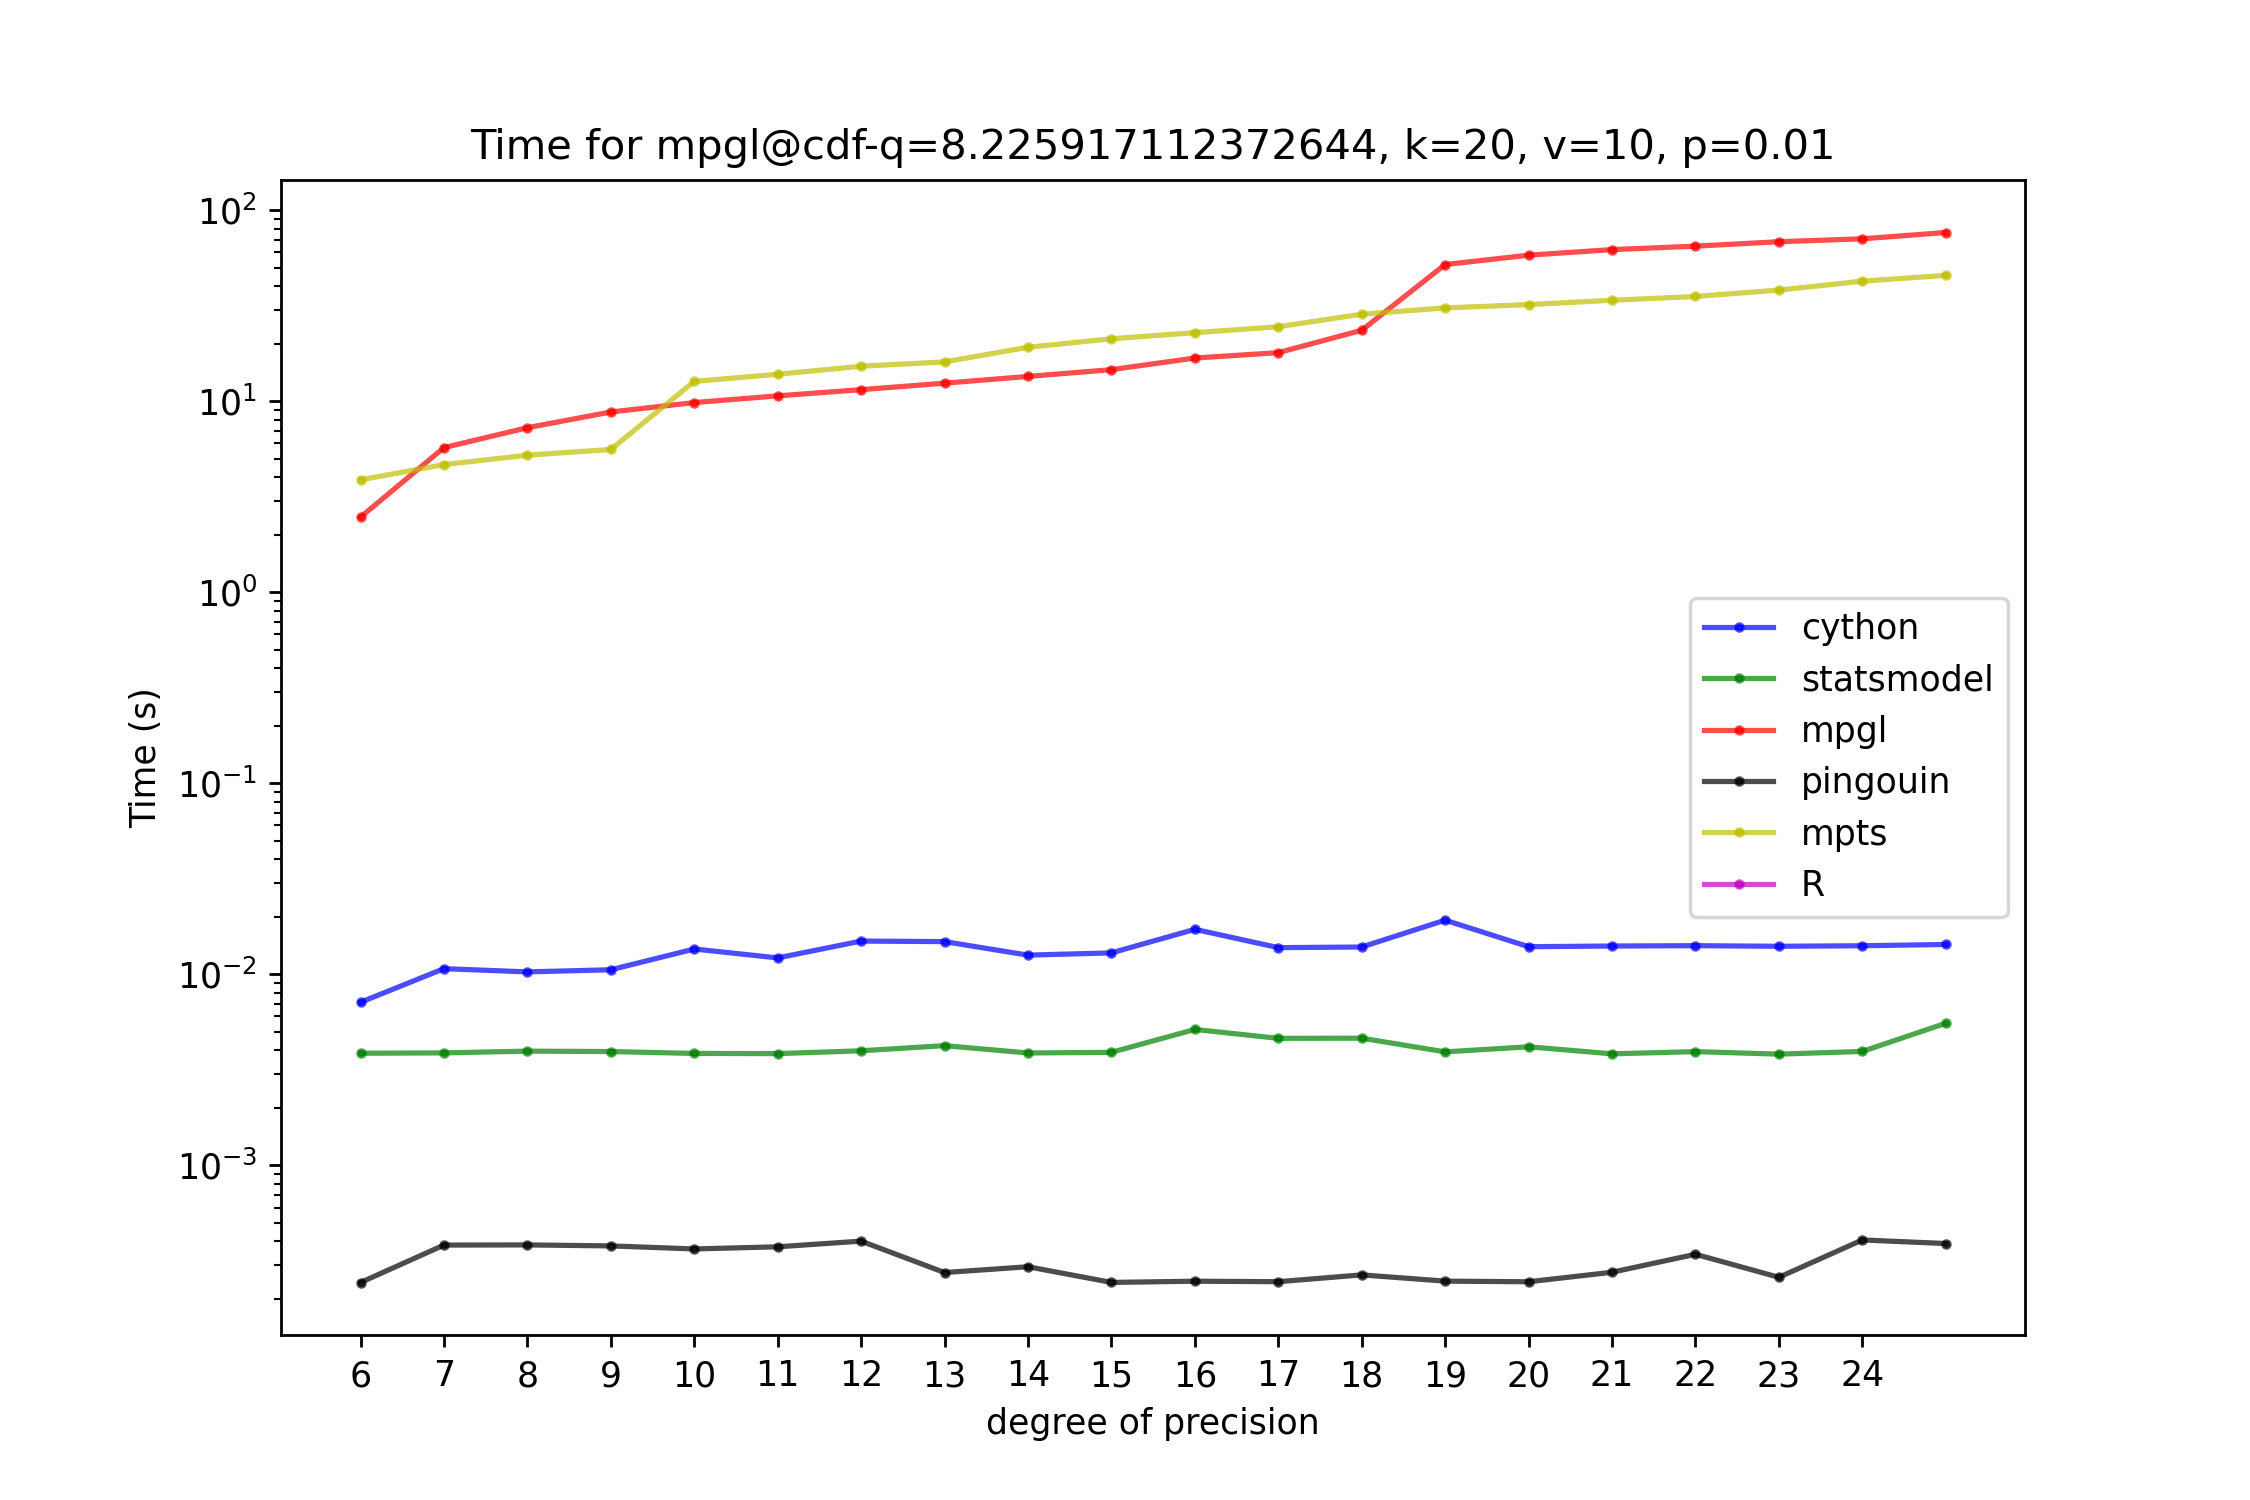 Time for mpgl@cdf-q=8.225917112372644, k=20, v=10, p=0.01
10²
10¹
10⁰
10⁻¹
10⁻²
10⁻³
Time (s)
cython
statsmodel
mpgl
pingouin
mpts
R
6 7 8 9 10 11 12 13 14 15 16 17 18 19 20 21 22 23 24
degree of precision